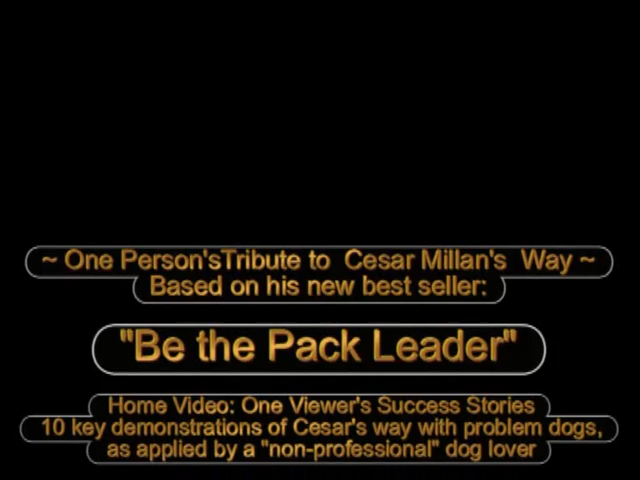 ~ One Person'sTribute to Cesar Millan's Way ~
Based on his new best seller:
"Be the Pack Leader"
Home Video: One Viewer's Success Stories
10 key demonstrations of Cesar's way with problem dogs,
as applied by a "non-professional" dog lover